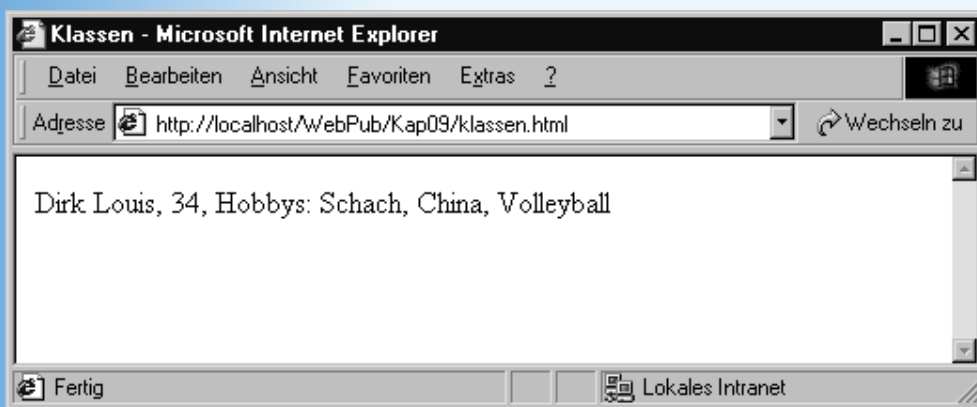 Klassen - Microsoft Internet Explorer
Datei Bearbeiten Ansicht Favoriten Extras ?
Adresse http://localhost/WebPub/Kap09/klassen.html Wechseln zu
Dirk Louis, 34, Hobbys: Schach, China, Volleyball
Fertig Lokales Intranet